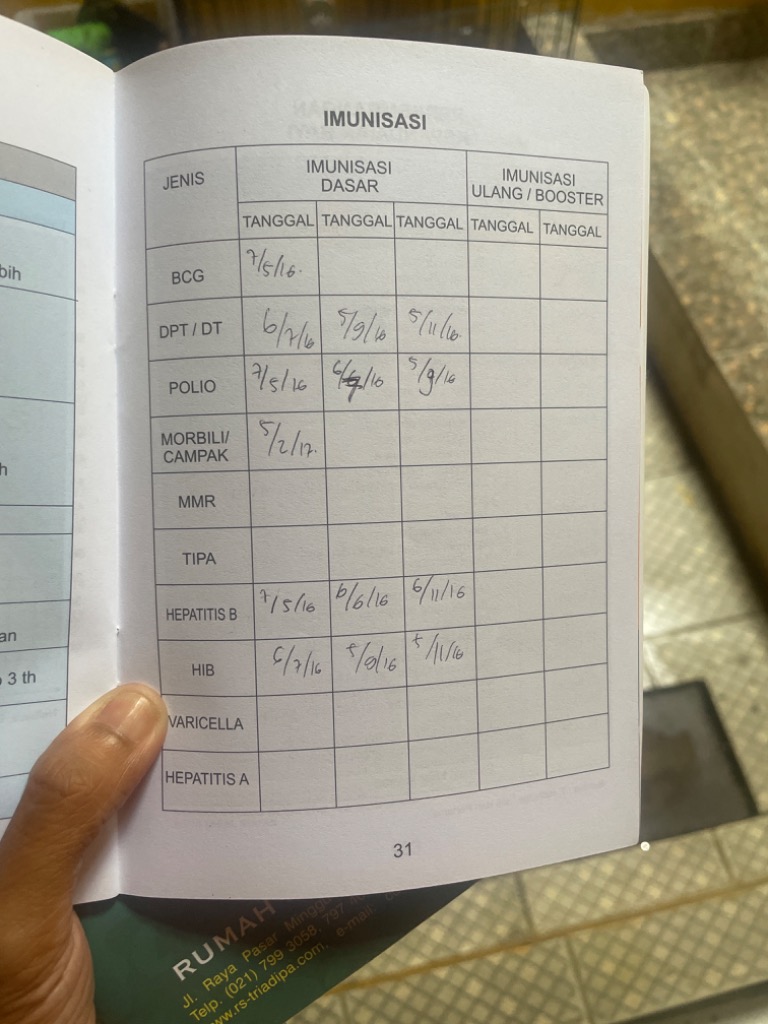 bih
h
an
3 th
IMUNISASI
JENIS
IMUNISASI DASAR
IMUNISASI ULANG / BOOSTER
TANGGAL TANGGAL TANGGAL TANGGAL TANGGAL
BCG 7/5/16.
DPT / DT 6/7/16 5/9/16 5/11/16.
POLIO 7/5/16 5/9/16
MORBILI/ CAMPAK 5/2/17.
MMR
TIPA
HEPATITIS B 7/5/16 6/6/16 6/11/16
HIB 6/7/16 5/9/16 5/11/16
VARICELLA
HEPATITIS A
31
RUMAH
Jl. Raya Pasar Minggu
Telp. (021) 799 3058, 797
www.rs-triadipa.com, e-mail: